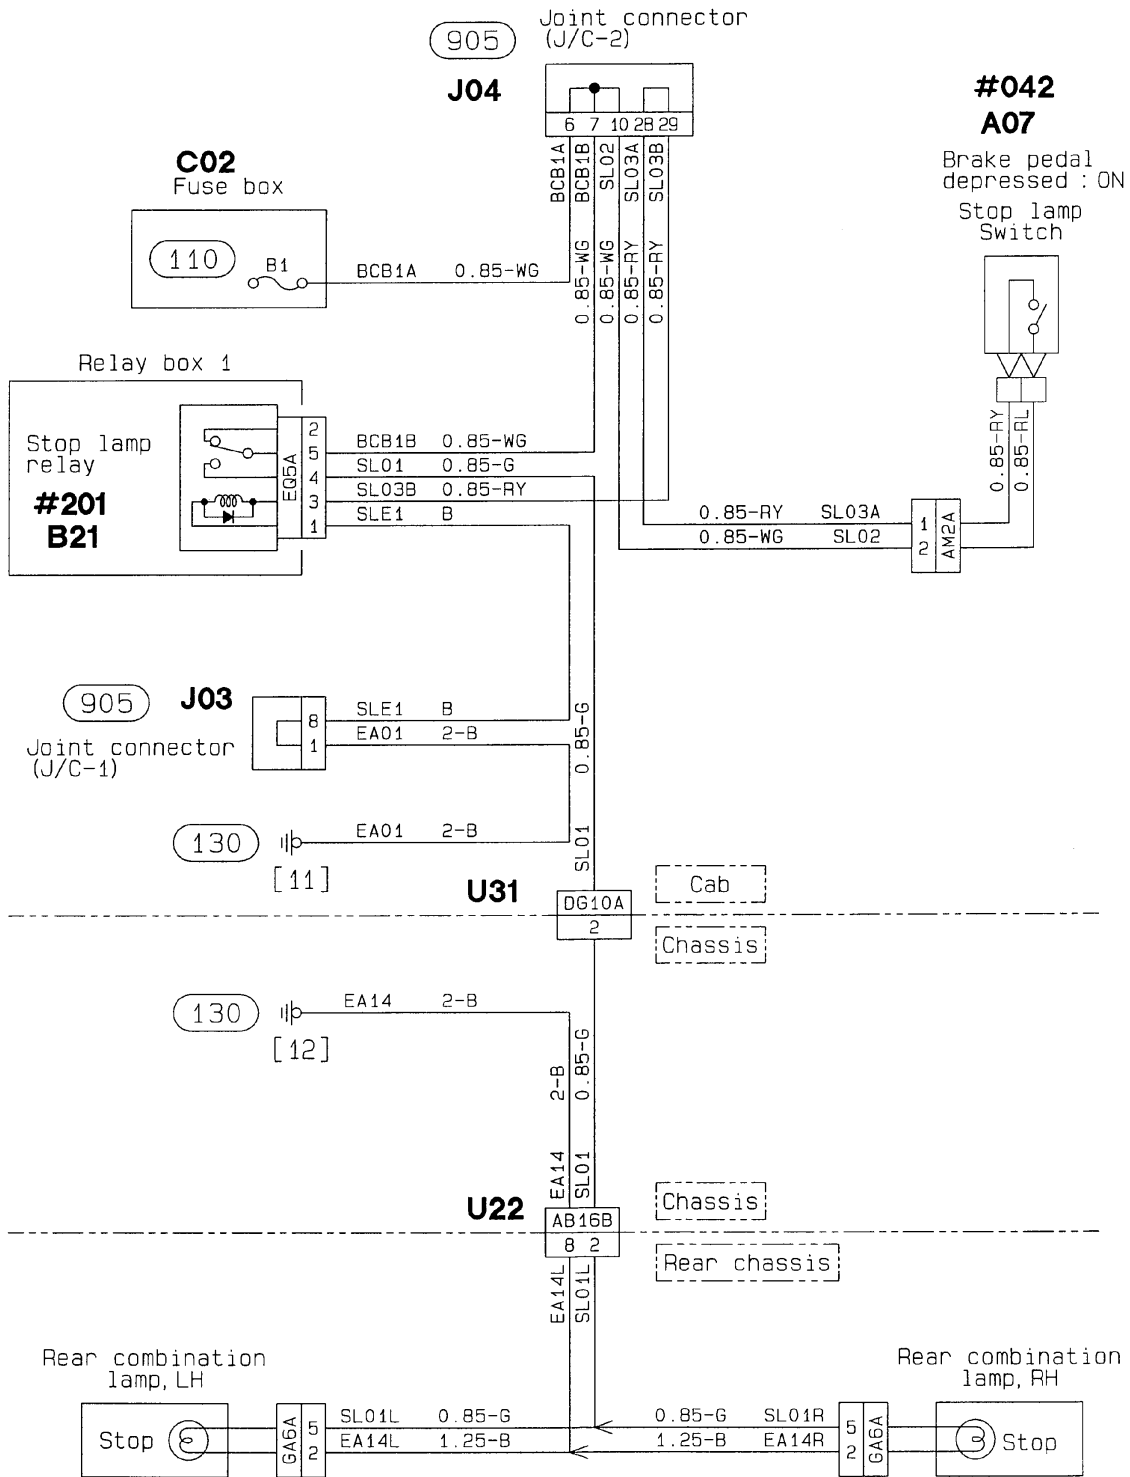 905
Joint connector
(J/C-2)
J04
6 7 10 28 29
BCB1A
BCB1B
SL02
SL03A
SL03B
0.85-WG
0.85-WG
0.85-RY
0.85-RY
#042
A07
Brake pedal
depressed : ON
Stop lamp
Switch
0.85-RY
0.85-RL
C02
Fuse box
110
B1
BCB1A 0.85-WG
Relay box 1
Stop lamp
relay
#201
B21
EQ5A
2
5
4
3
1
BCB1B 0.85-WG
SL01 0.85-G
SL03B 0.85-RY
SLE1 B
0.85-RY SL03A
0.85-WG SL02
1
2
AM2A
905
J03
Joint connector
(J/C-1)
8
1
SLE1 B
EA01 2-B
0.85-G
SL01
130
[11]
EA01 2-B
U31
DG10A
2
Cab
Chassis
130
[12]
EA14 2-B
2-B
0.85-G
EA14
SL01
U22
AB16B
8 2
Chassis
Rear chassis
EA14L
SL01L
Rear combination
lamp, LH
Stop
GA6A
5
2
SL01L 0.85-G
EA14L 1.25-B
0.85-G SL01R
1.25-B EA14R
5
2
GA6A
Rear combination
lamp, RH
Stop